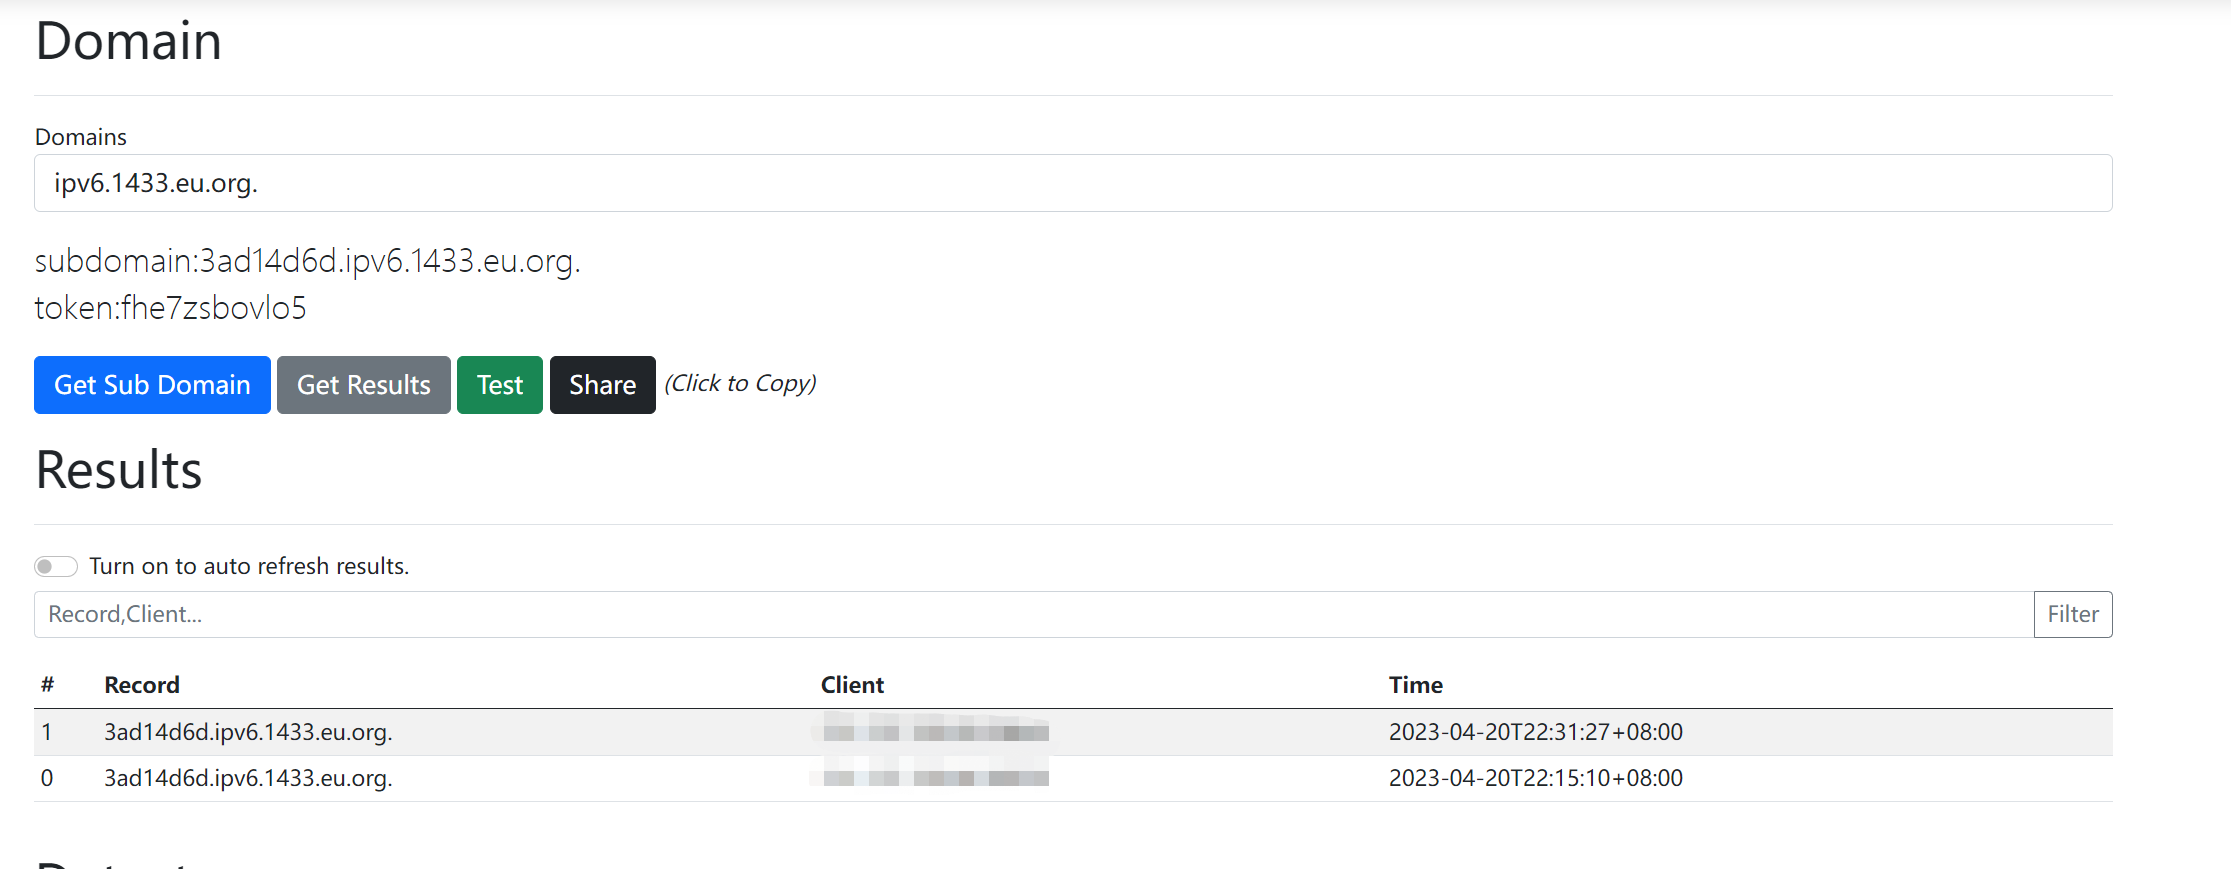 Domain
Domains
ipv6.1433.eu.org.
subdomain:3ad14d6d.ipv6.1433.eu.org.
token:fhe7zsbovlo5
Get Sub Domain Get Results Test Share (Click to Copy)
Results
Turn on to auto refresh results.
Record,Client... Filter
# Record Client Time
1 3ad14d6d.ipv6.1433.eu.org. 2023-04-20T22:31:27+08:00
0 3ad14d6d.ipv6.1433.eu.org. 2023-04-20T22:15:10+08:00